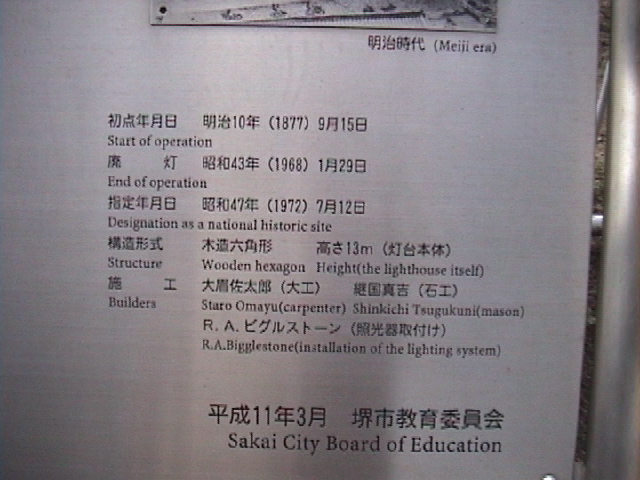 明治時代 (Meiji era)
初点年月日 明治10年(1877)9月15日
Start of operation
廃 灯 昭和43年(1968)1月29日
End of operation
指定年月日 昭和47年(1972)7月12日
Designation as a national historic site
構造形式 木造六角形 高さ13m(灯台本体)
Structure Wooden hexagon Height(the lighthouse itself)
施 工 大眉佐太郎(大工) 継国真吉(石工)
Builders Staro Omayu(carpenter) Shinkichi Tsugukuni(mason)
R.A.ビグルストーン(照光器取付け)
R.A.Bigglestone(installation of the lighting system)
平成11年3月 堺市教育委員会
Sakai City Board of Education